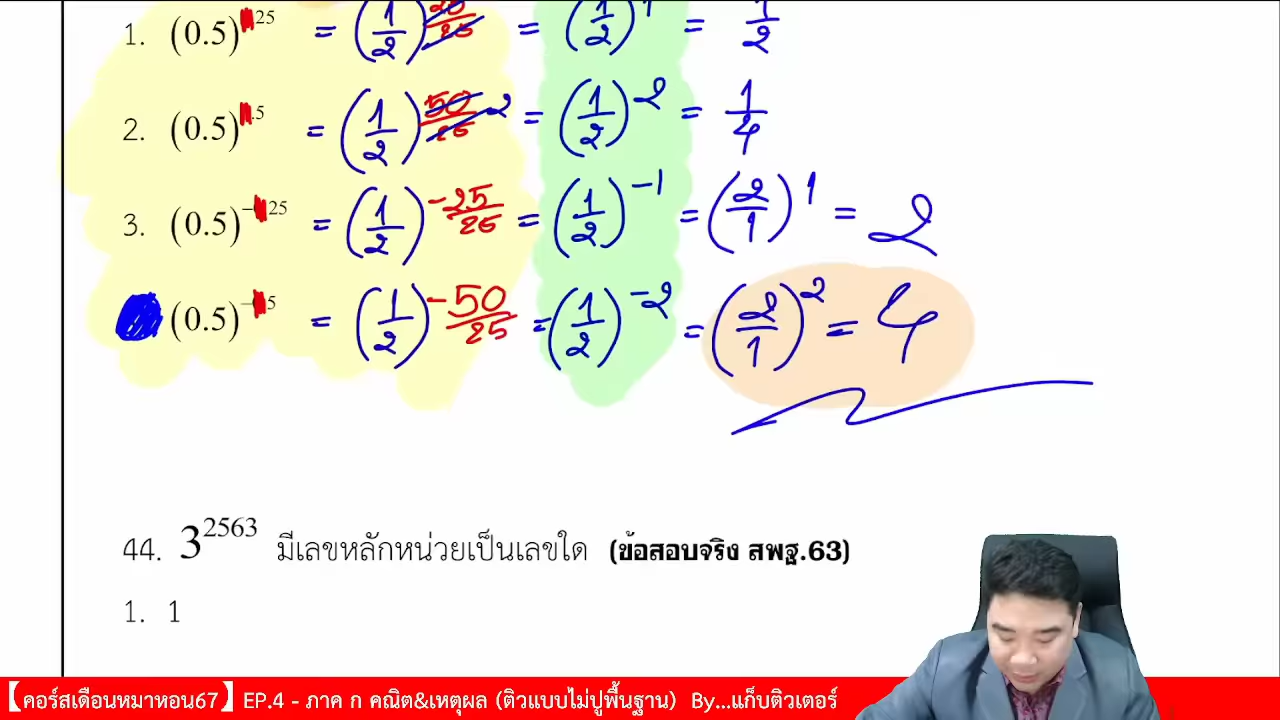 1. (0.5)^25 = (1/2)^25/25 = (1/2)^1 = 1/2
2. (0.5)^.5 = (1/2)^50/25 2 = (1/2)^2 = 1/4
3. (0.5)^-25 = (1/2)^-25/25 = (1/2)^-1 = (2/1)^1 = 2
(0.5)^-5 = (1/2)^-50/25 = (1/2)^-2 = (2/1)^2 = 4
44. 3^2563 มีเลขหลักหน่วยเป็นเลขใด (ข้อสอบจริง สพฐ.63)
1. 1
【คอร์สเดือนหมาหอน67】 EP.4 - ภาค ก คณิต&เหตุผล (ติวแบบไม่ปูพื้นฐาน) By...แก็บติวเตอร์